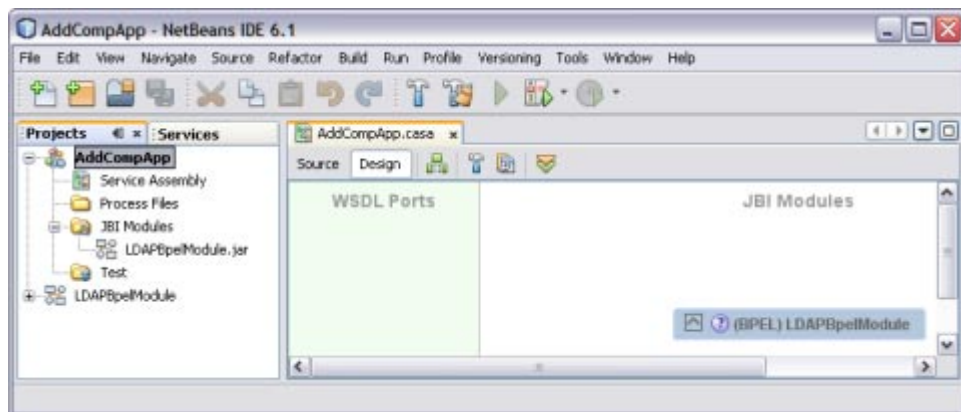 AddCompApp - NetBeans IDE 6.1
File Edit View Navigate Source Refactor Build Run Profile Versioning Tools Window Help
Projects Services
AddCompApp.casa
AddCompApp
Source Design
Service Assembly
WSDL Ports JBI Modules
Process Files
JBI Modules
LDAPBpelModule.jar
Test
LDAPBpelModule
(BPEL) LDAPBpelModule